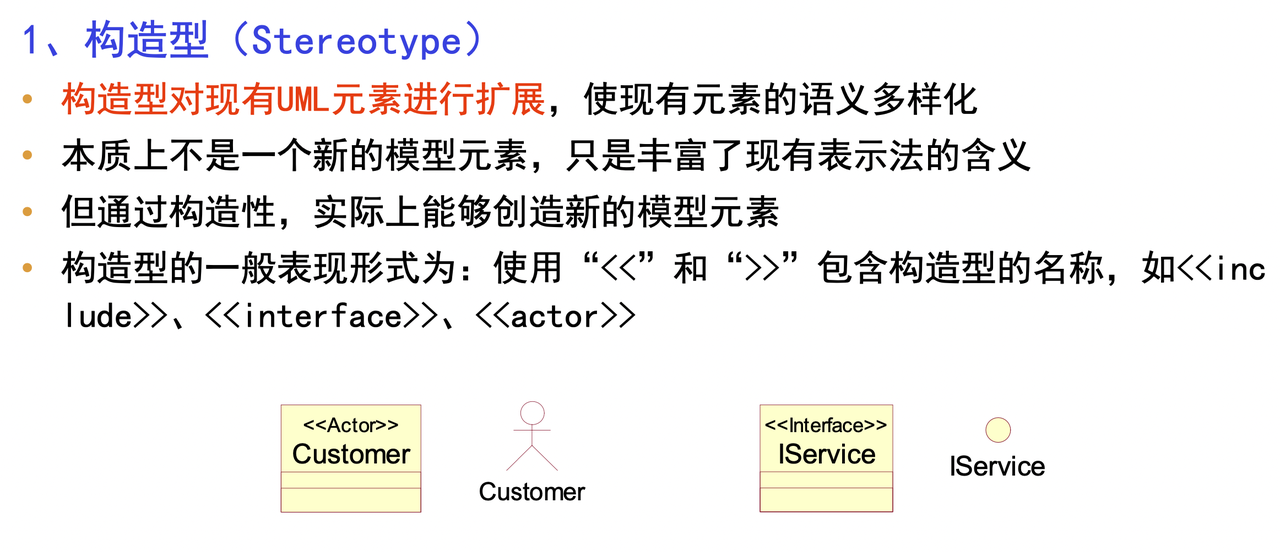 1、构造型（Stereotype）
• 构造型对现有UML元素进行扩展，使现有元素的语义多样化
• 本质上不是一个新的模型元素，只是丰富了现有表示法的含义
• 但通过构造性，实际上能够创造新的模型元素
• 构造型的一般表现形式为：使用“<<”和“>>”包含构造型的名称，如<<inc
lude>>、<<interface>>、<<actor>>
<<Actor>>
Customer
Customer
<<Interface>>
IService
IService